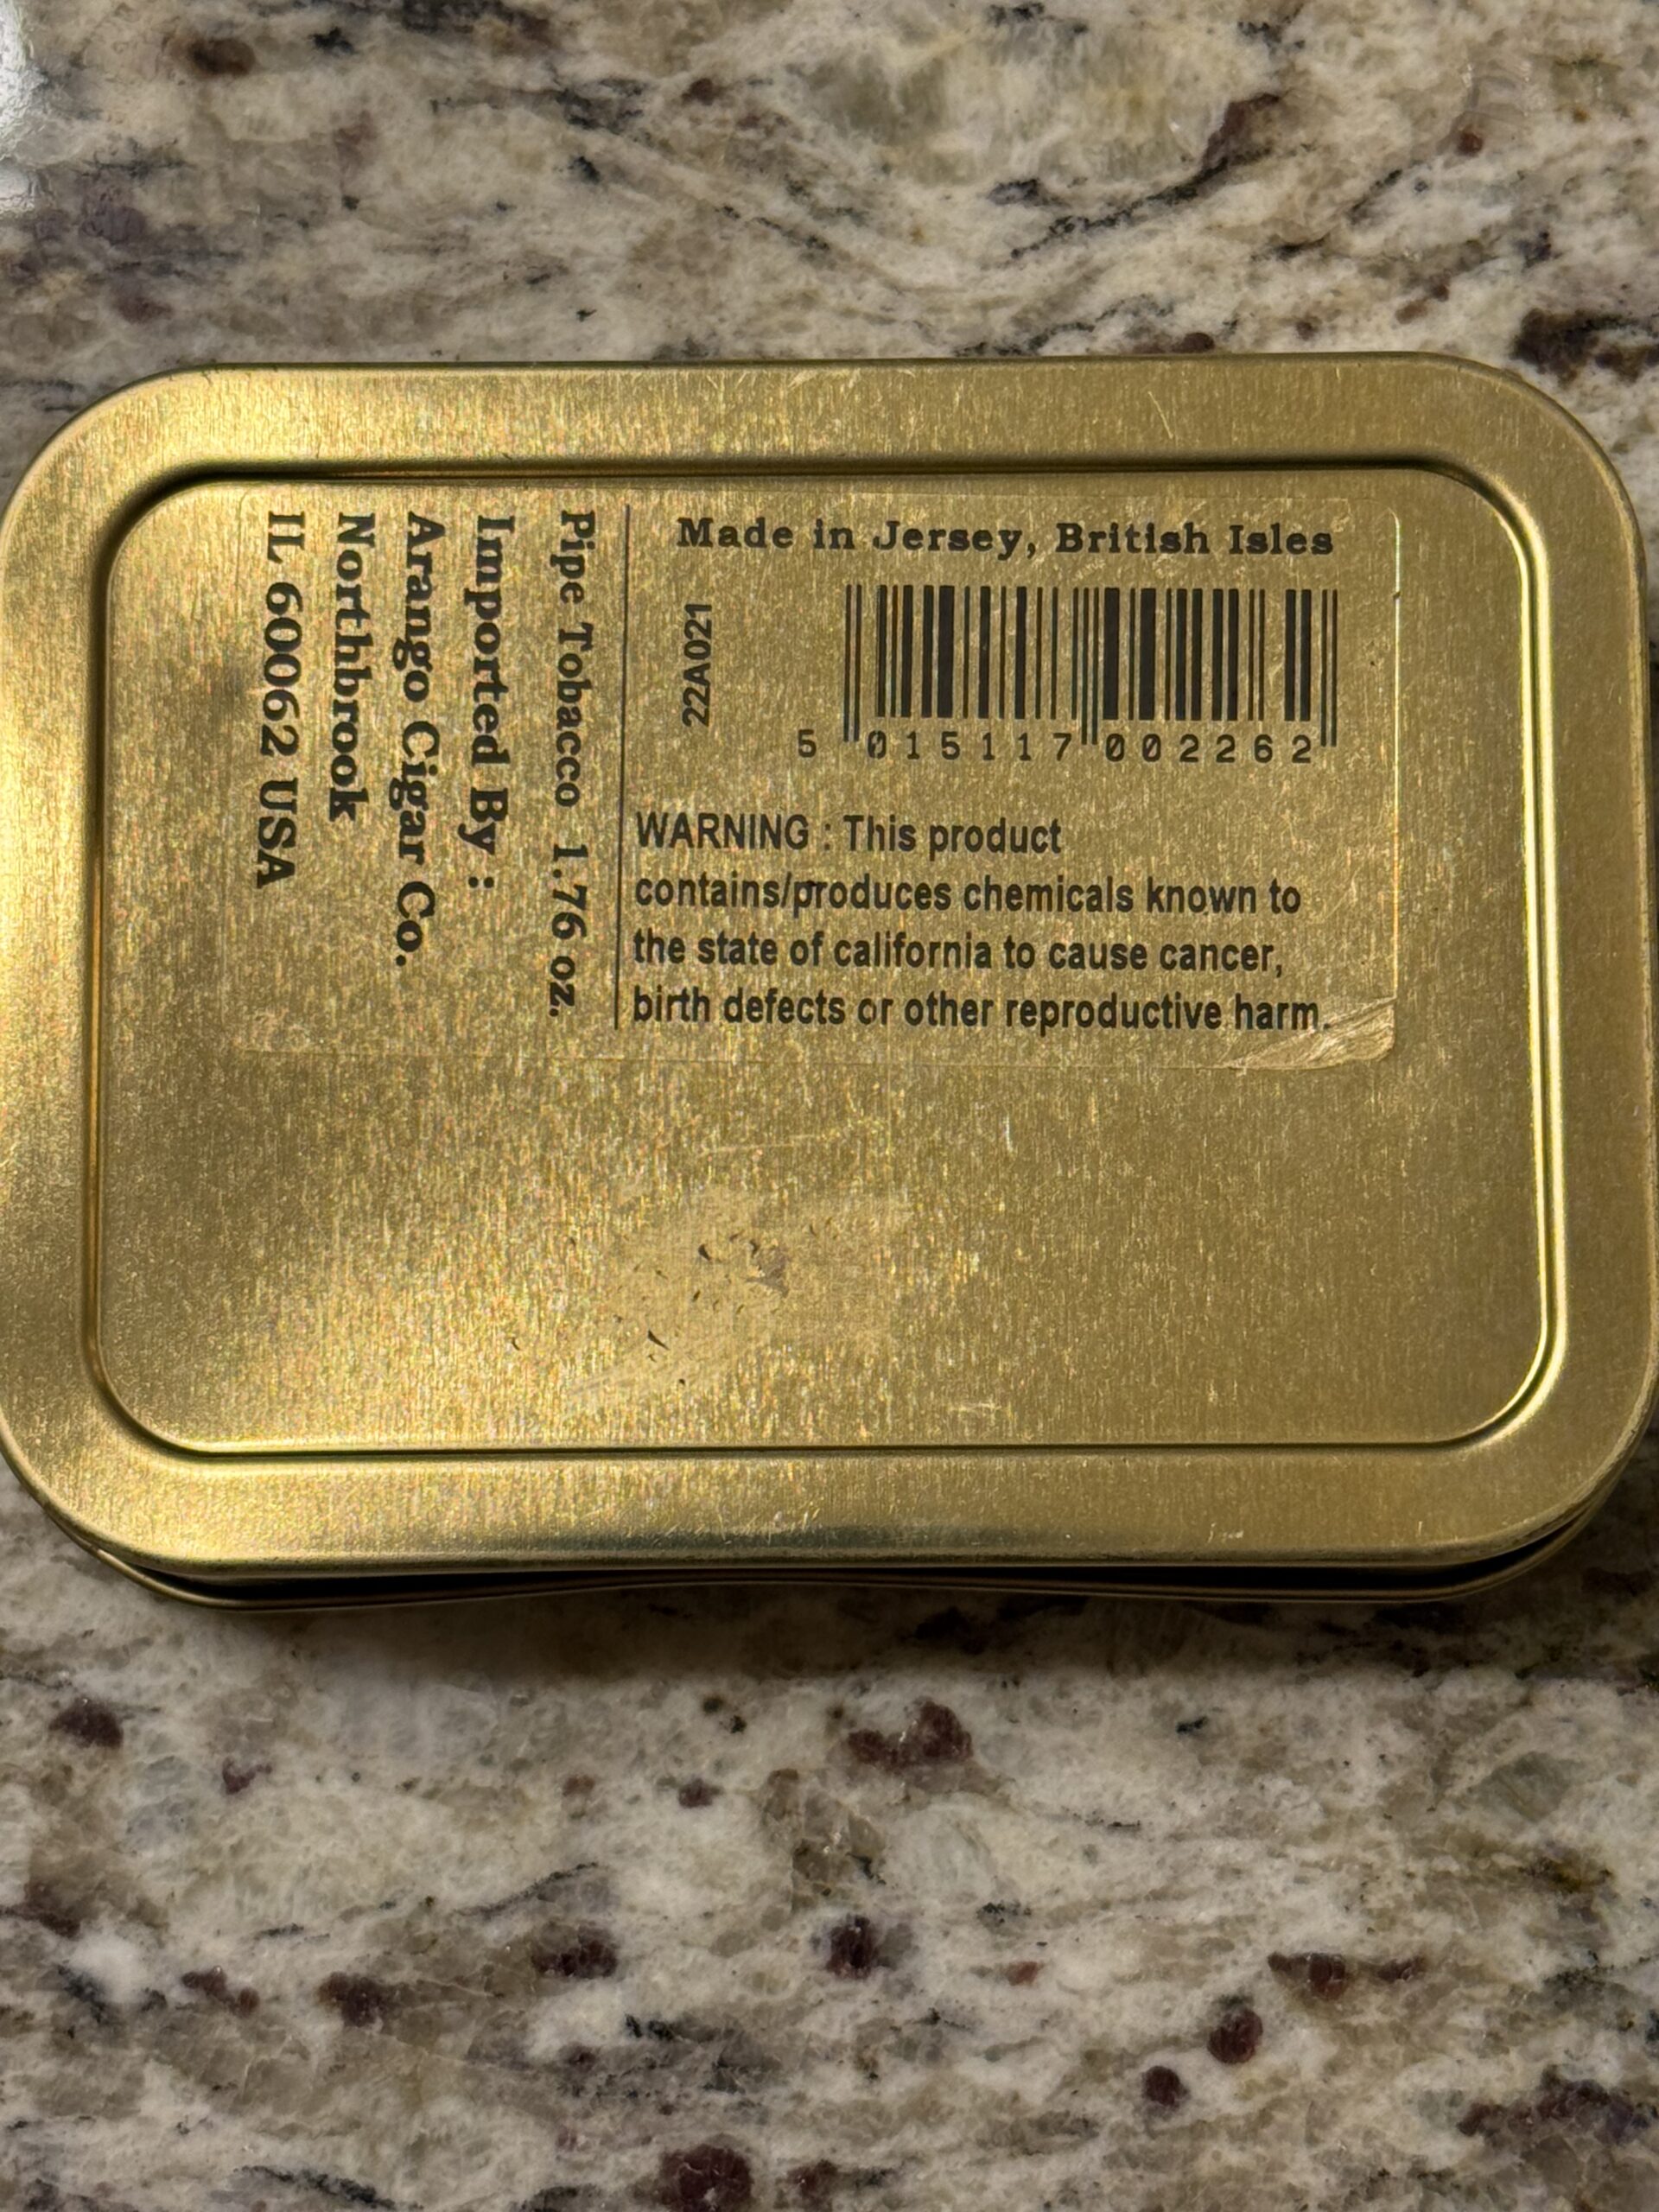 Made in Jersey, British Isles
22A021
5 015117 002262
WARNING : This product
contains/produces chemicals known to
the state of california to cause cancer,
birth defects or other reproductive harm.
Pipe Tobacco 1.76 oz.
Imported By :
Arango Cigar Co.
Northbrook
IL 60062 USA